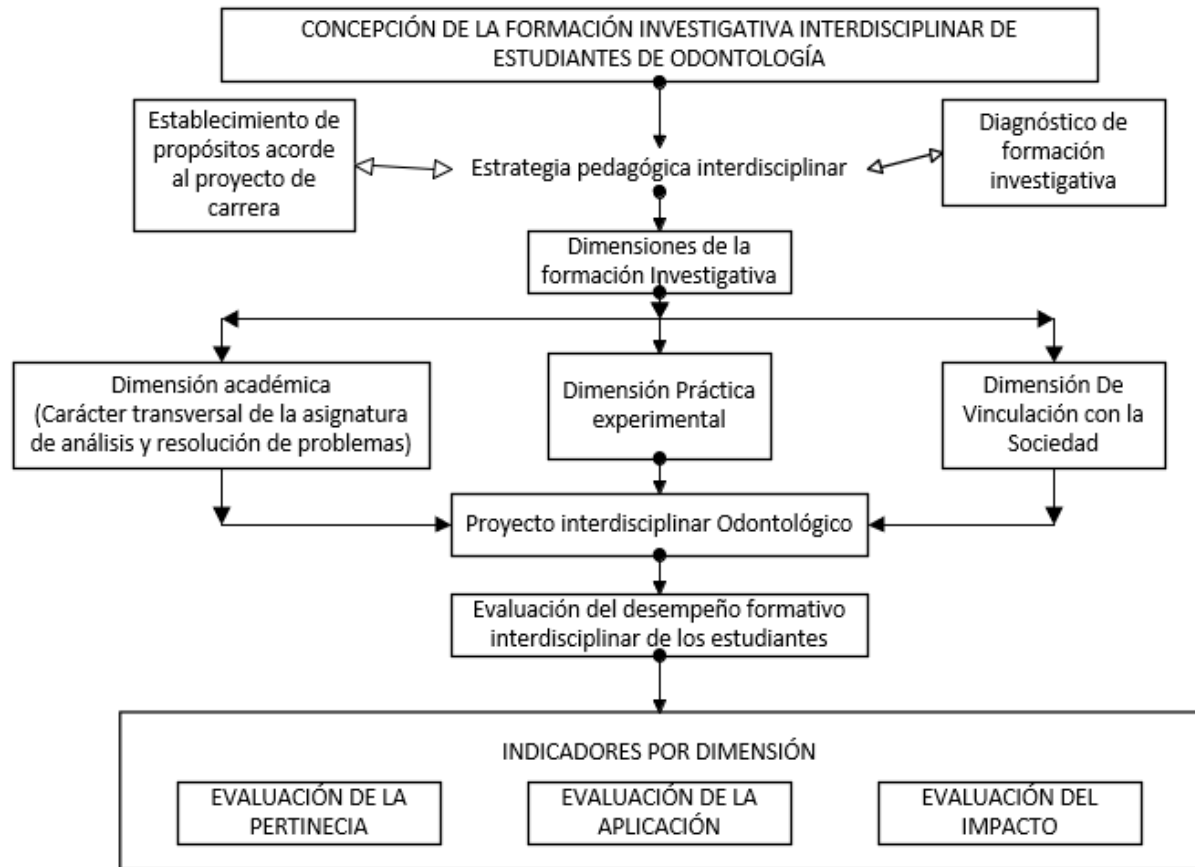 CONCEPCIÓN DE LA FORMACIÓN INVESTIGATIVA INTERDISCIPLINAR DE
ESTUDIANTES DE ODONTOLOGÍA
Establecimiento de
propósitos acorde
al proyecto de
carrera
Estrategia pedagógica interdisciplinar
Diagnóstico de
formación
investigativa
Dimensiones de la
formación Investigativa
Dimensión académica
(Carácter transversal de la asignatura
de análisis y resolución de problemas)
Dimensión Práctica
experimental
Dimensión De
Vinculación con la
Sociedad
Proyecto interdisciplinar Odontológico
Evaluación del desempeño formativo
interdisciplinar de los estudiantes
INDICADORES POR DIMENSIÓN
EVALUACIÓN DE LA
PERTINECIA
EVALUACIÓN DE LA
APLICACIÓN
EVALUACIÓN DEL
IMPACTO